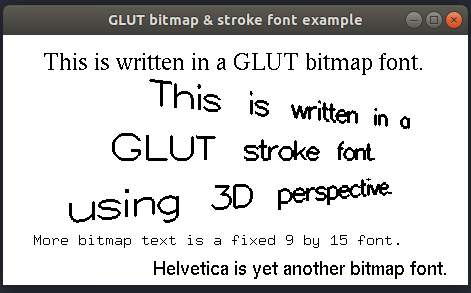 GLUT bitmap & stroke font example
This is written in a GLUT bitmap font.
This is written in a
GLUT stroke font
using 3D perspective.
More bitmap text is a fixed 9 by 15 font.
Helvetica is yet another bitmap font.